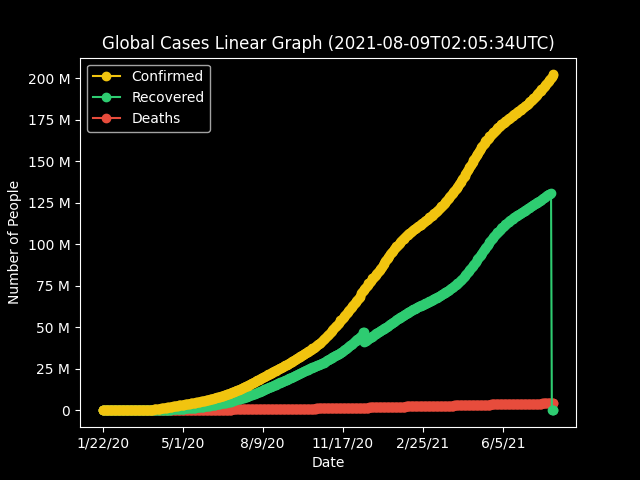 Global Cases Linear Graph (2021-08-09T02:05:34UTC)
Confirmed
Recovered
Deaths
Number of People
200 M
175 M
150 M
125 M
100 M
75 M
50 M
25 M
0
1/22/20 5/1/20 8/9/20 11/17/20 2/25/21 6/5/21
Date